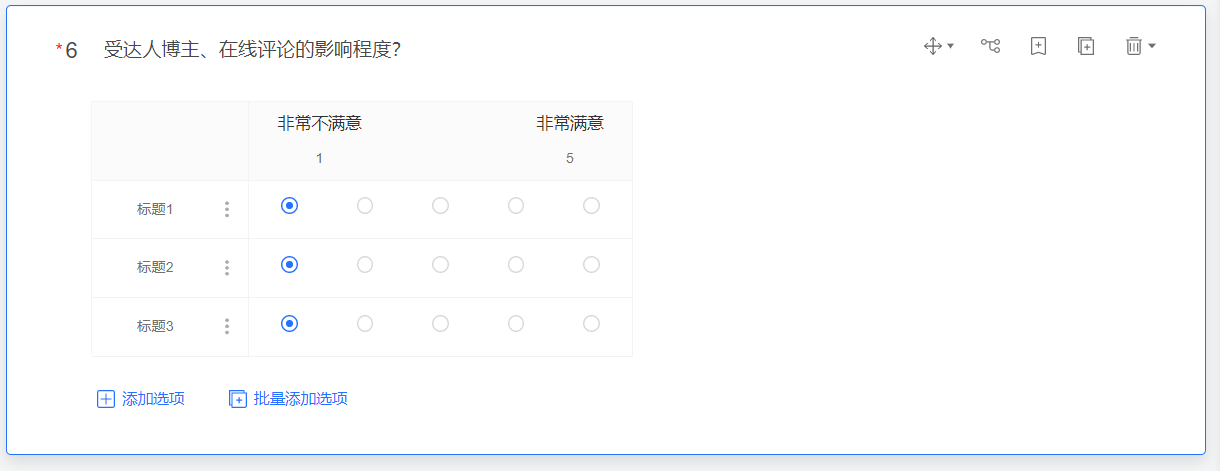 *6 受达人博主、在线评论的影响程度?
非常不满意 非常满意
1 5
标题1
标题2
标题3
添加选项 批量添加选项